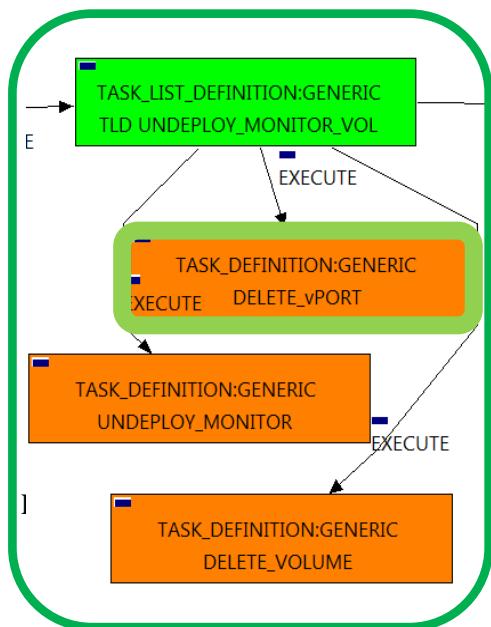 TASK_LIST_DEFINITION:GENERIC
TLD UNDEPLOY_MONITOR_VOL
E
EXECUTE
TASK_DEFINITION:GENERIC
DELETE_vPORT
EXECUTE
TASK_DEFINITION:GENERIC
UNDEPLOY_MONITOR
EXECUTE
]
TASK_DEFINITION:GENERIC
DELETE_VOLUME